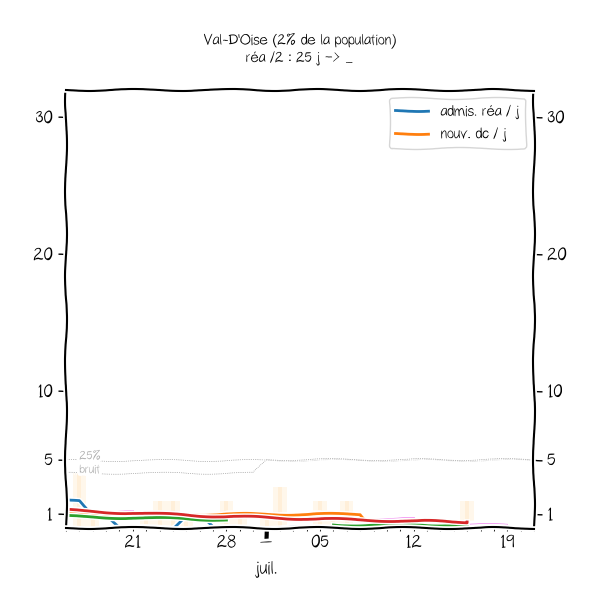 Val-D'Oise (2% de la population)
réa /2 : 25 j -> _
admis. réa / j
nouv. dc / j
30
30
20
20
10
10
5
25%
5
bruit
1
1
21
28
05
12
19
juil.